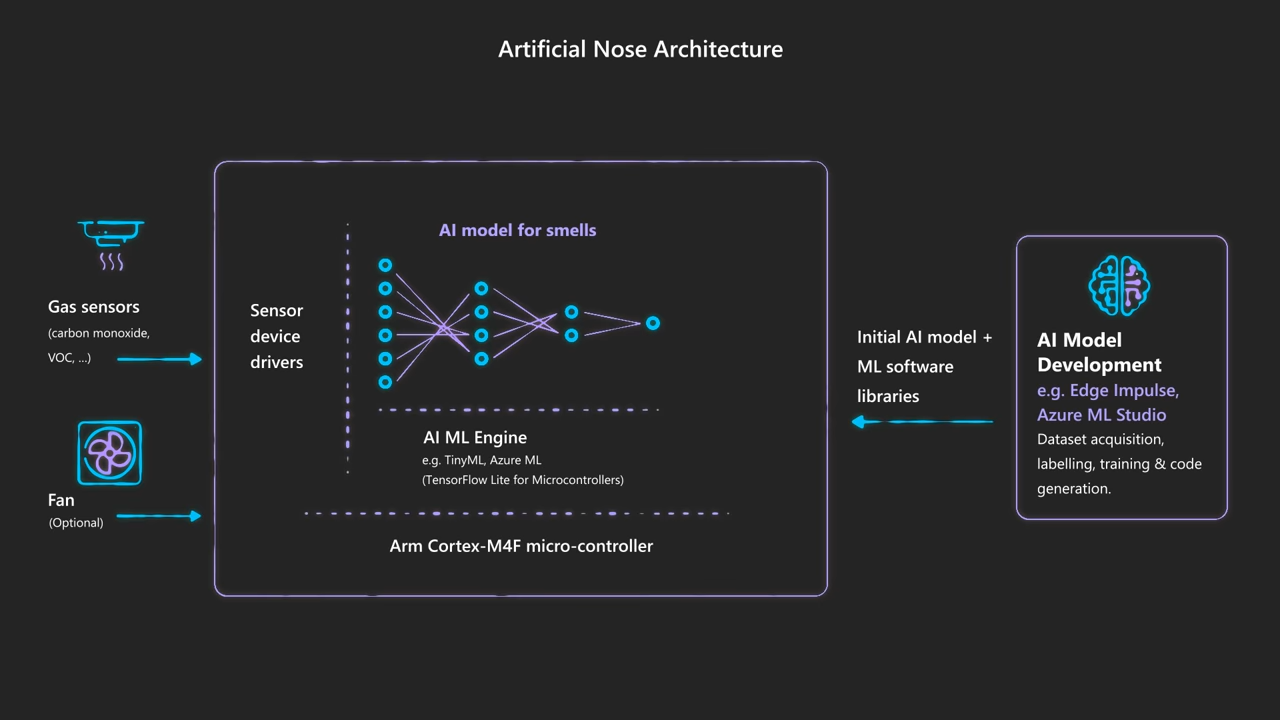 Artificial Nose Architecture
Gas sensors
(carbon monoxide,
VOC, ...)
Fan
(Optional)
Sensor
device
drivers
AI model for smells
AI ML Engine
e.g. TinyML, Azure ML
(TensorFlow Lite for Microcontrollers)
Arm Cortex-M4F micro-controller
Initial AI model +
ML software
libraries
AI Model
Development
e.g. Edge Impulse,
Azure ML Studio
Dataset acquisition,
labelling, training & code
generation.